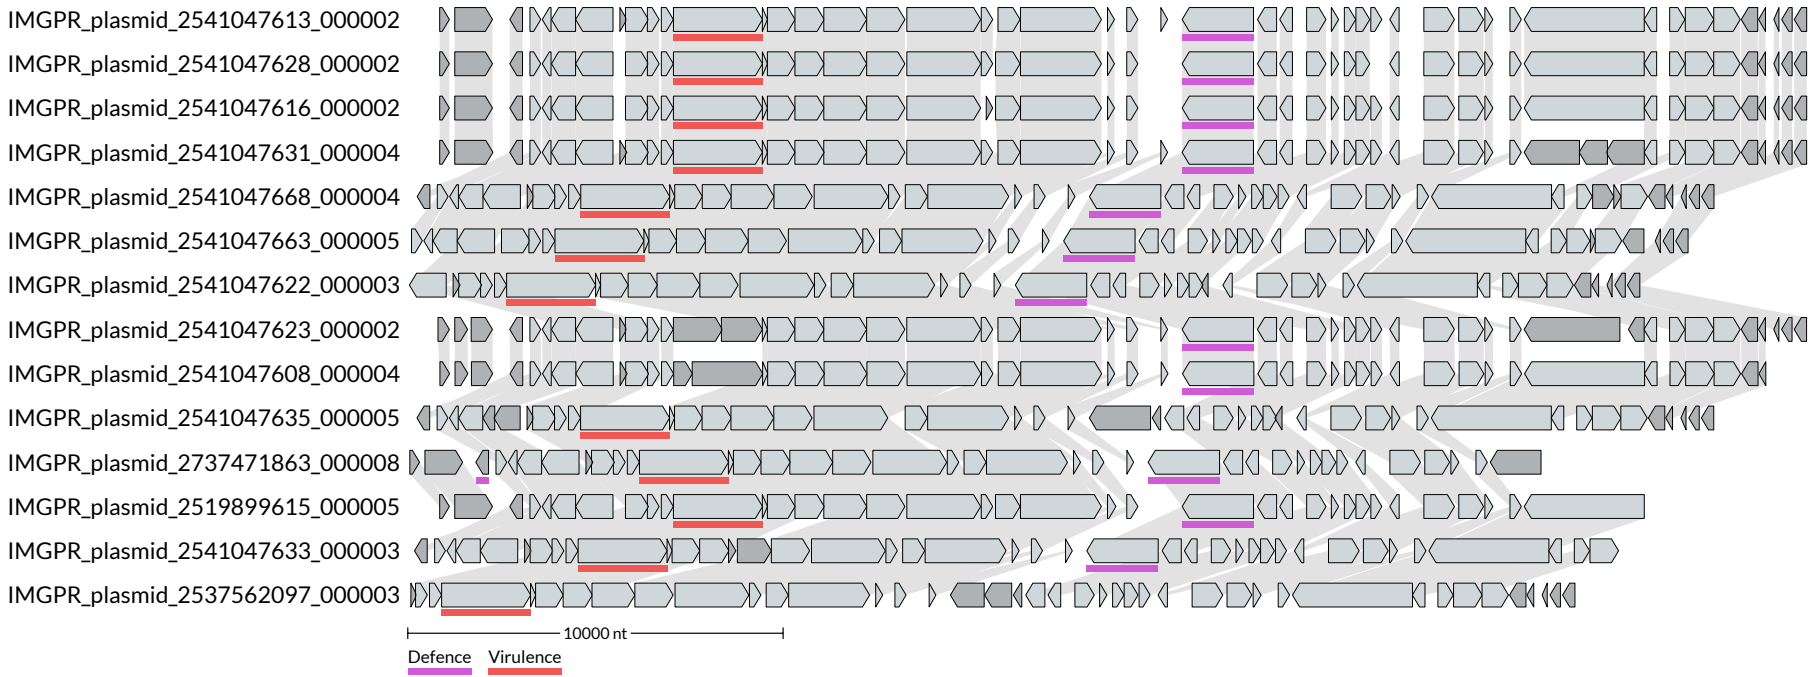 IMGPR_plasmid_2541047613_000002
IMGPR_plasmid_2541047628_000002
IMGPR_plasmid_2541047616_000002
IMGPR_plasmid_2541047631_000004
IMGPR_plasmid_2541047668_000004
IMGPR_plasmid_2541047663_000005
IMGPR_plasmid_2541047622_000003
IMGPR_plasmid_2541047623_000002
IMGPR_plasmid_2541047608_000004
IMGPR_plasmid_2541047635_000005
IMGPR_plasmid_2737471863_000008
IMGPR_plasmid_2519899615_000005
IMGPR_plasmid_2541047633_000003
IMGPR_plasmid_2537562097_000003
10000 nt
Defence Virulence